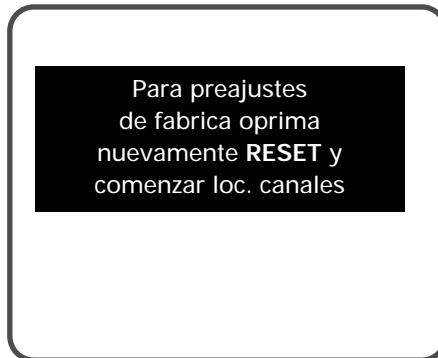 Para preajustes
de fabrica oprima
nuevamente RESET y
comenzar loc. canales